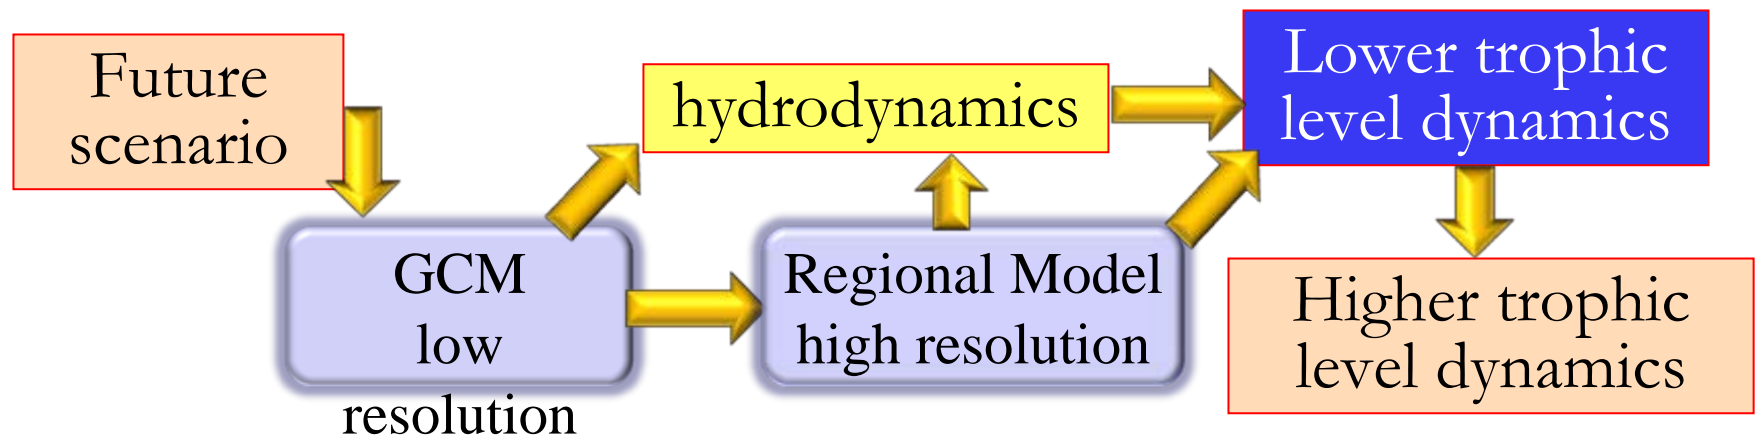 Future
scenario
hydrodynamics
Lower trophic
level dynamics
GCM
low
resolution
Regional Model
high resolution
Higher trophic
level dynamics